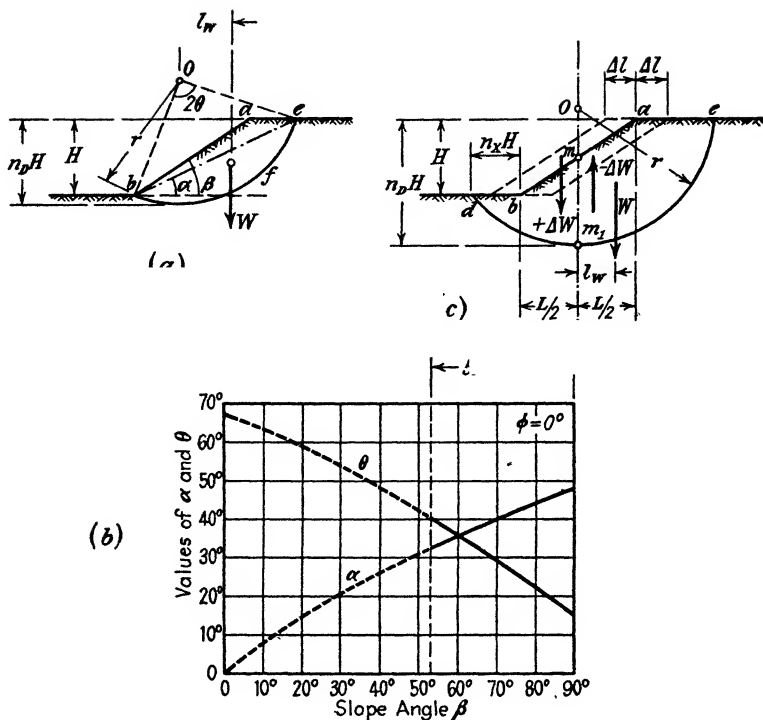 l_W
O
2θ
a
e
r
n_D H
H
b
α
β
f
W
(a)
Δl
Δl
O
a
e
n_x H
H
n_D H
m
r
-ΔW
d
b
+ΔW
W
m_1
l_W
c)
L/2
L/2
70°
60°
50°
40°
30°
20°
10°
0
Values of α and θ
ϕ=0°
θ
α
(b)
0
10°
20°
30°
40°
50°
60°
70°
80°
90°
Slope Angle β